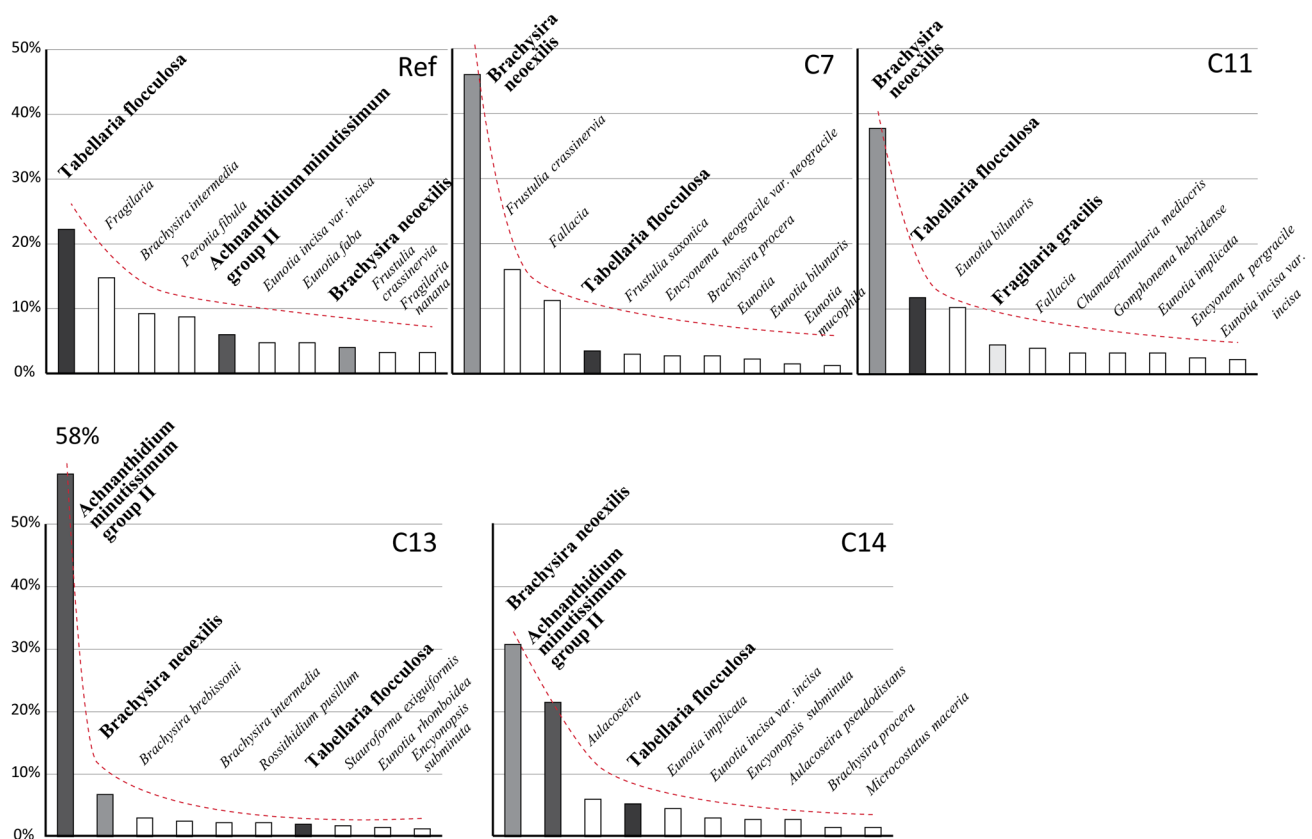 50%
40%
30%
20%
10%
0%
Ref
Tabellaria flocculosa
Fragilaria
Brachysira intermedia
Peronia fibula
Achnanthidium minutissimum
group II
Eunotia incisa var. incisa
Eunotia faba
Brachysira neoexilis
Frustulia
crassinervia
Fragilaria
nanana
C7
Brachysira
neoexilis
Frustulia crassinervia
Fallacia
Tabellaria flocculosa
Frustulia saxonica
Encyonema neogracile var. neogracile
Brachysira procera
Eunotia
Eunotia bilunaris
Eunotia
mucophila
C11
Brachysira
neoexilis
Tabellaria flocculosa
Eunotia bilunaris
Fragilaria gracilis
Fallacia
Chamaepinnularia mediocris
Gomphonema hebridense
Eunotia implicata
Encyonema pergracile
Eunotia incisa var.
incisa
58%
50%
40%
30%
20%
10%
0%
C13
Achnanthidium
minutissimum
group II
Brachysira neoexilis
Brachysira brebissonii
Brachysira intermedia
Rossithidium pusillum
Tabellaria flocculosa
Stauroforma exiguiformis
Eunotia rhomboidea
Encyonopsis
subminuta
C14
Brachysira neoexilis
Achnanthidium
minutissimum
group II
Aulacoseira
Tabellaria flocculosa
Eunotia implicata
Eunotia incisa var. incisa
Encyonopsis subminuta
Aulacoseira pseudodistans
Brachysira procera
Microcostatus maceria